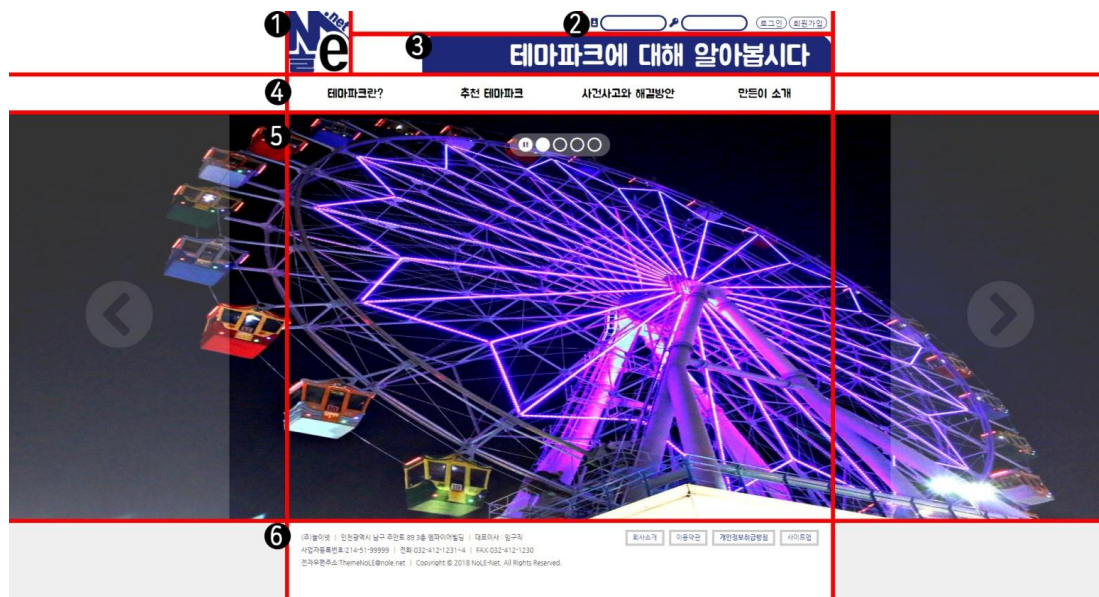 1
NLe
놀
.net
2
로그인
회원가입
3
테마파크에 대해 알아봅시다
4
테마파크란?
추천 테마파크
사건사고와 해결방안
만든이 소개
5
6
(주)놀이넷 | 인천광역시 남구 주안로 89 3층 엠파이어빌딩 | 대표이사 : 임구직
회사소개
이용약관
개인정보취급방침
사이트맵
사업자등록번호:214-51-99999 | 전화 032-412-1231~4 | FAX:032-412-1230
전자우편주소:ThemeNoLE@nole.net | Copyright © 2018 NoLE-Net. All Rights Reserved.